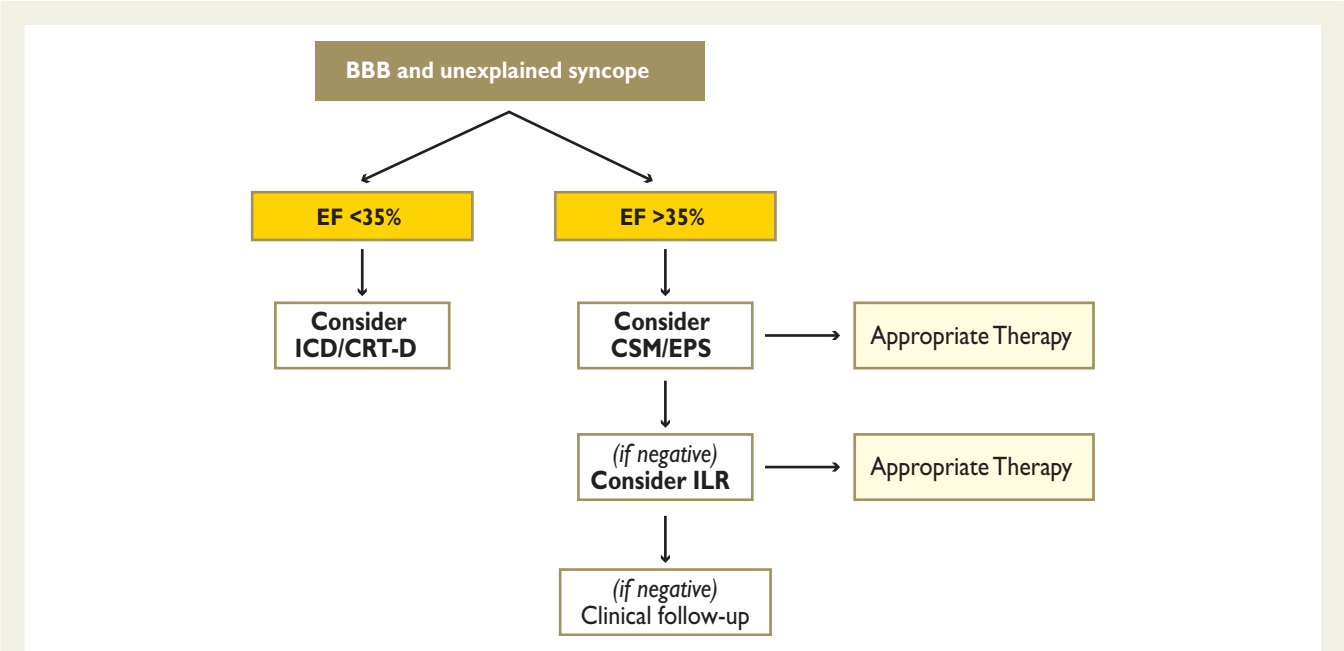 BBB and unexplained syncope
EF <35%
EF >35%
Consider
ICD/CRT-D
Consider
CSM/EPS
Appropriate Therapy
(if negative)
Consider ILR
Appropriate Therapy
(if negative)
Clinical follow-up